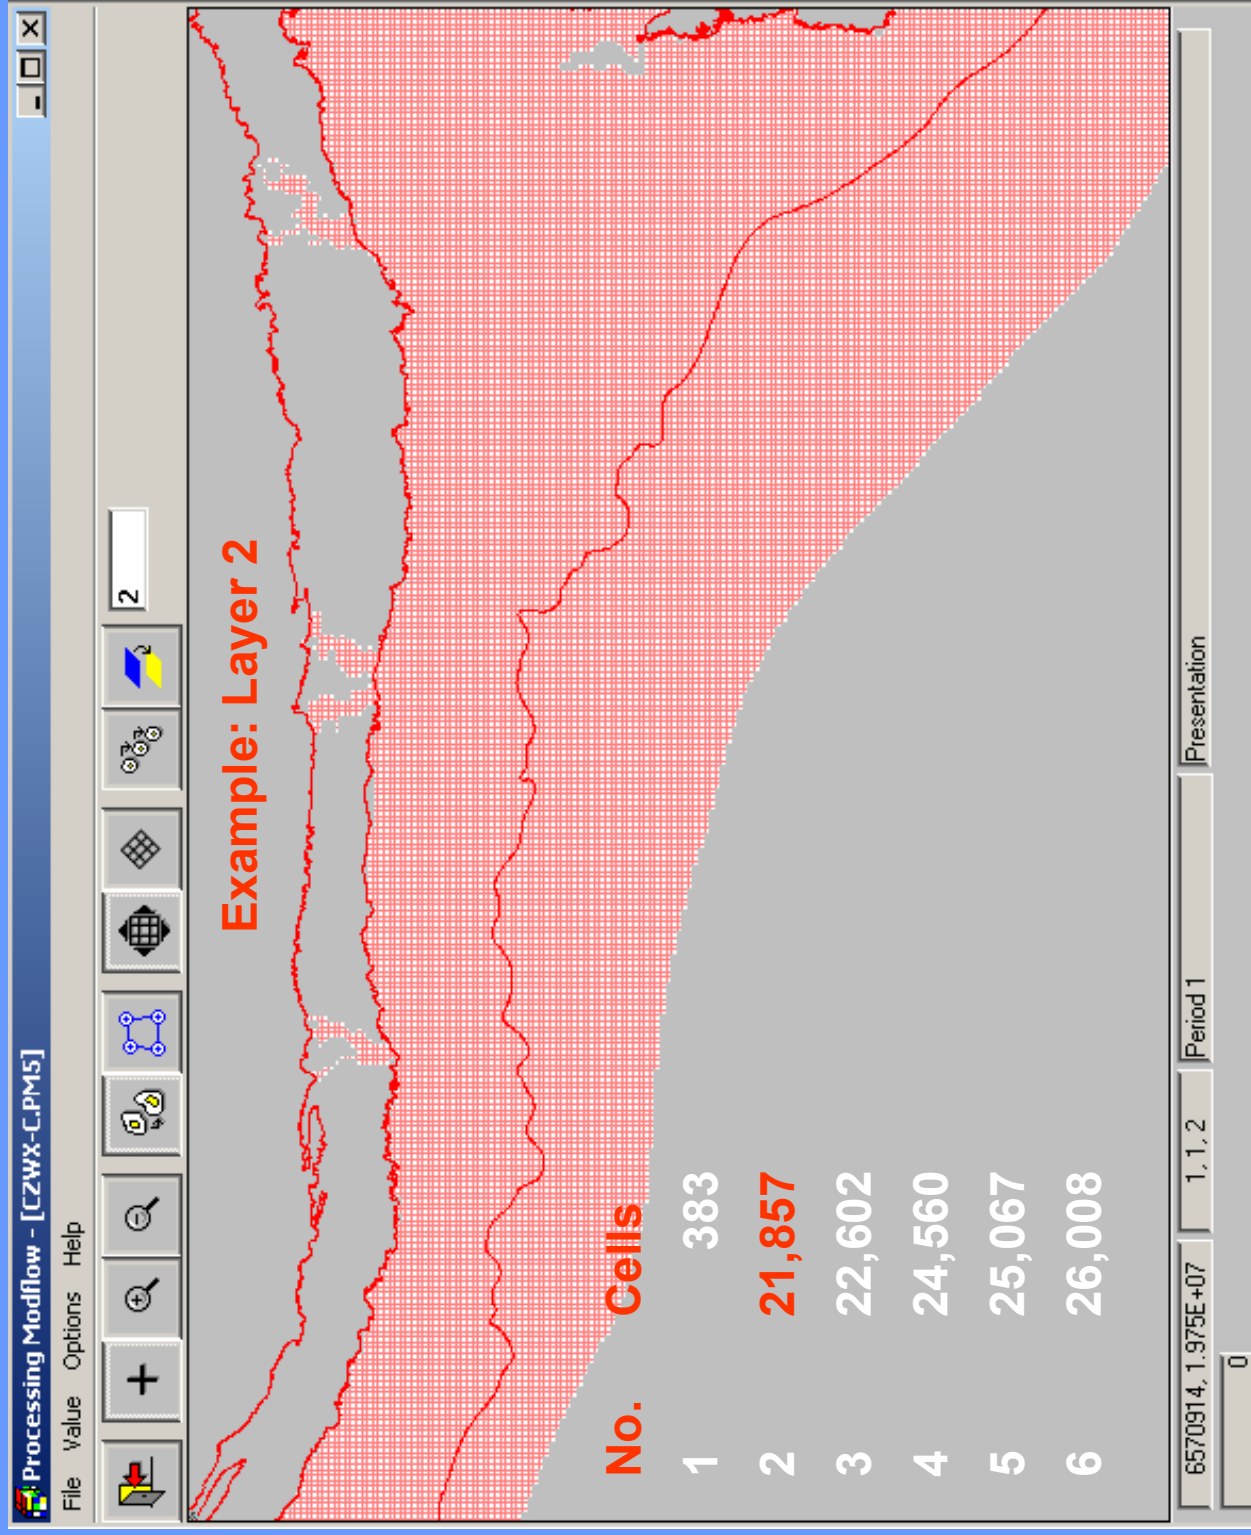 Processing Modflow - [C2WX-C.PM5]
File Value Options Help
2
Example: Layer 2
No. Cells
1 383
2 21,857
3 22,602
4 24,560
5 25,067
6 26,008
6570914, 1.975E+07 1, 1, 2 Period 1 Presentation
0